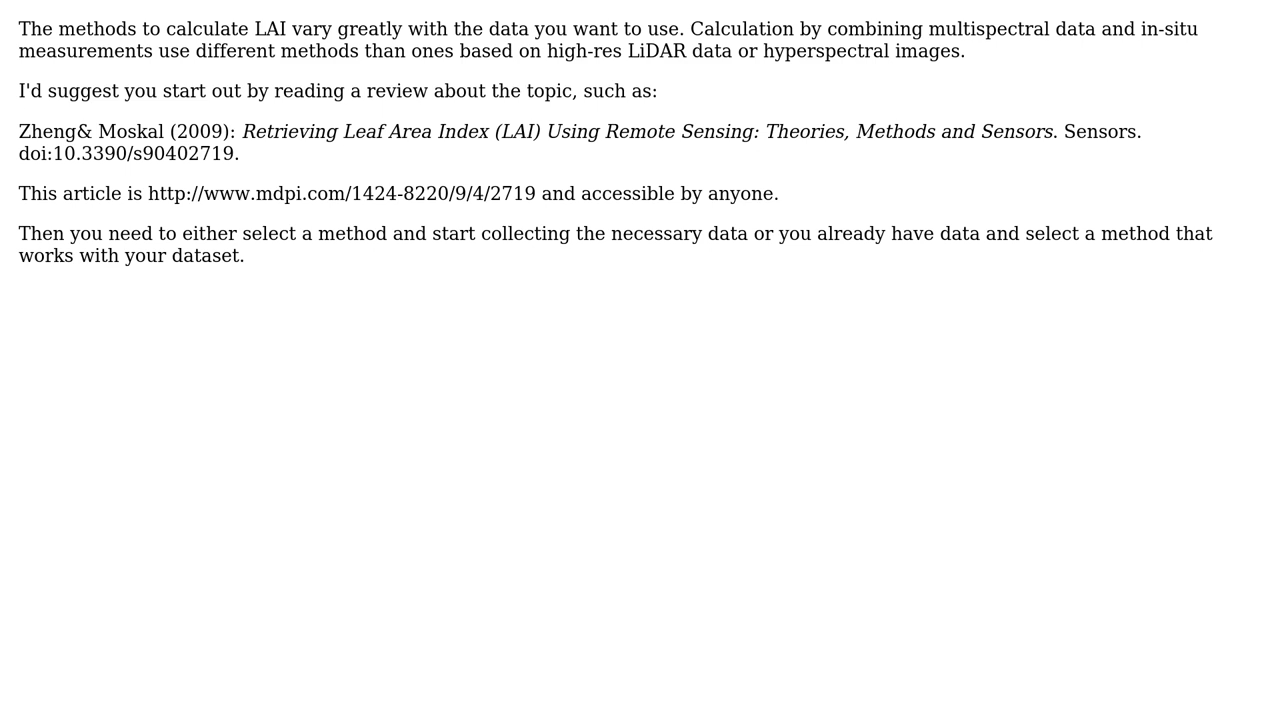 The methods to calculate LAI vary greatly with the data you want to use. Calculation by combining multispectral data and in-situ
measurements use different methods than ones based on high-res LiDAR data or hyperspectral images.
I'd suggest you start out by reading a review about the topic, such as:
Zheng& Moskal (2009): Retrieving Leaf Area Index (LAI) Using Remote Sensing: Theories, Methods and Sensors. Sensors.
doi:10.3390/s90402719.
This article is http://www.mdpi.com/1424-8220/9/4/2719 and accessible by anyone.
Then you need to either select a method and start collecting the necessary data or you already have data and select a method that
works with your dataset.